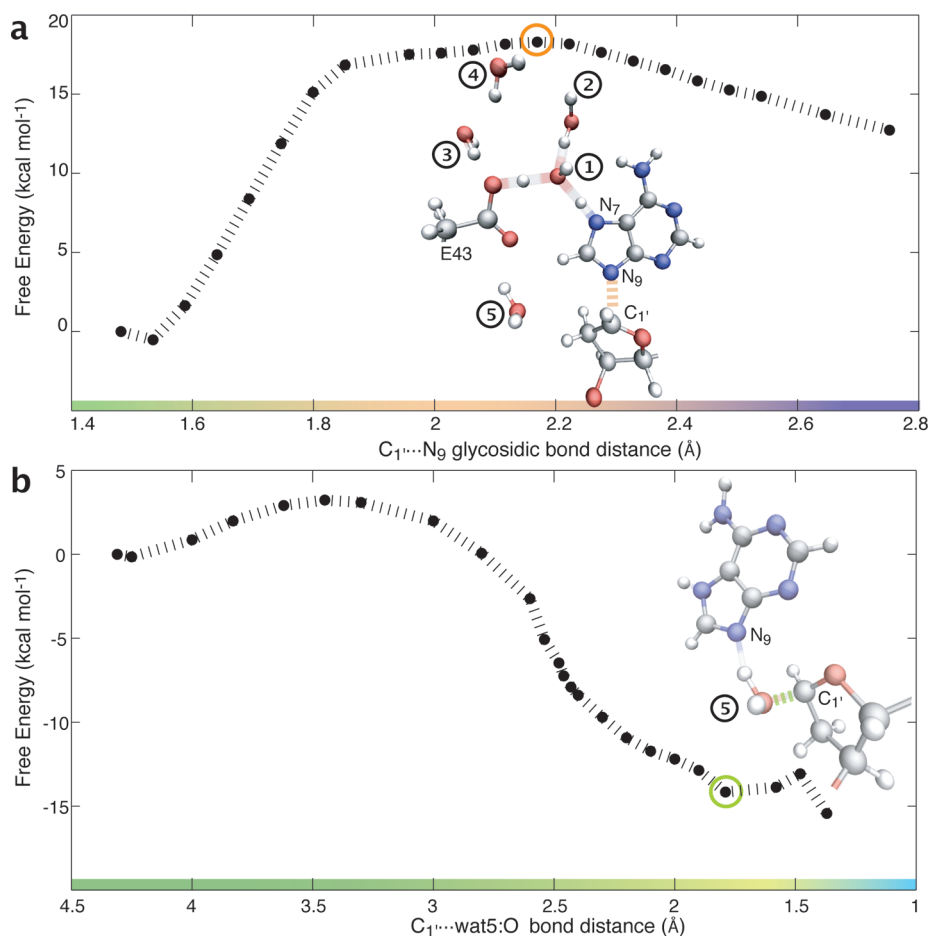 a
Free Energy (kcal mol-1)
20
15
10
5
0
4
2
3
1
N7
E43
N9
5
C1'
1.4 1.6 1.8 2 2.2 2.4 2.6 2.8
C1'···N9 glycosidic bond distance (Å)
b
Free Energy (kcal mol-1)
5
0
-5
-10
-15
N9
5
C1'
4.5 4 3.5 3 2.5 2 1.5 1
C1'···wat5:O bond distance (Å)